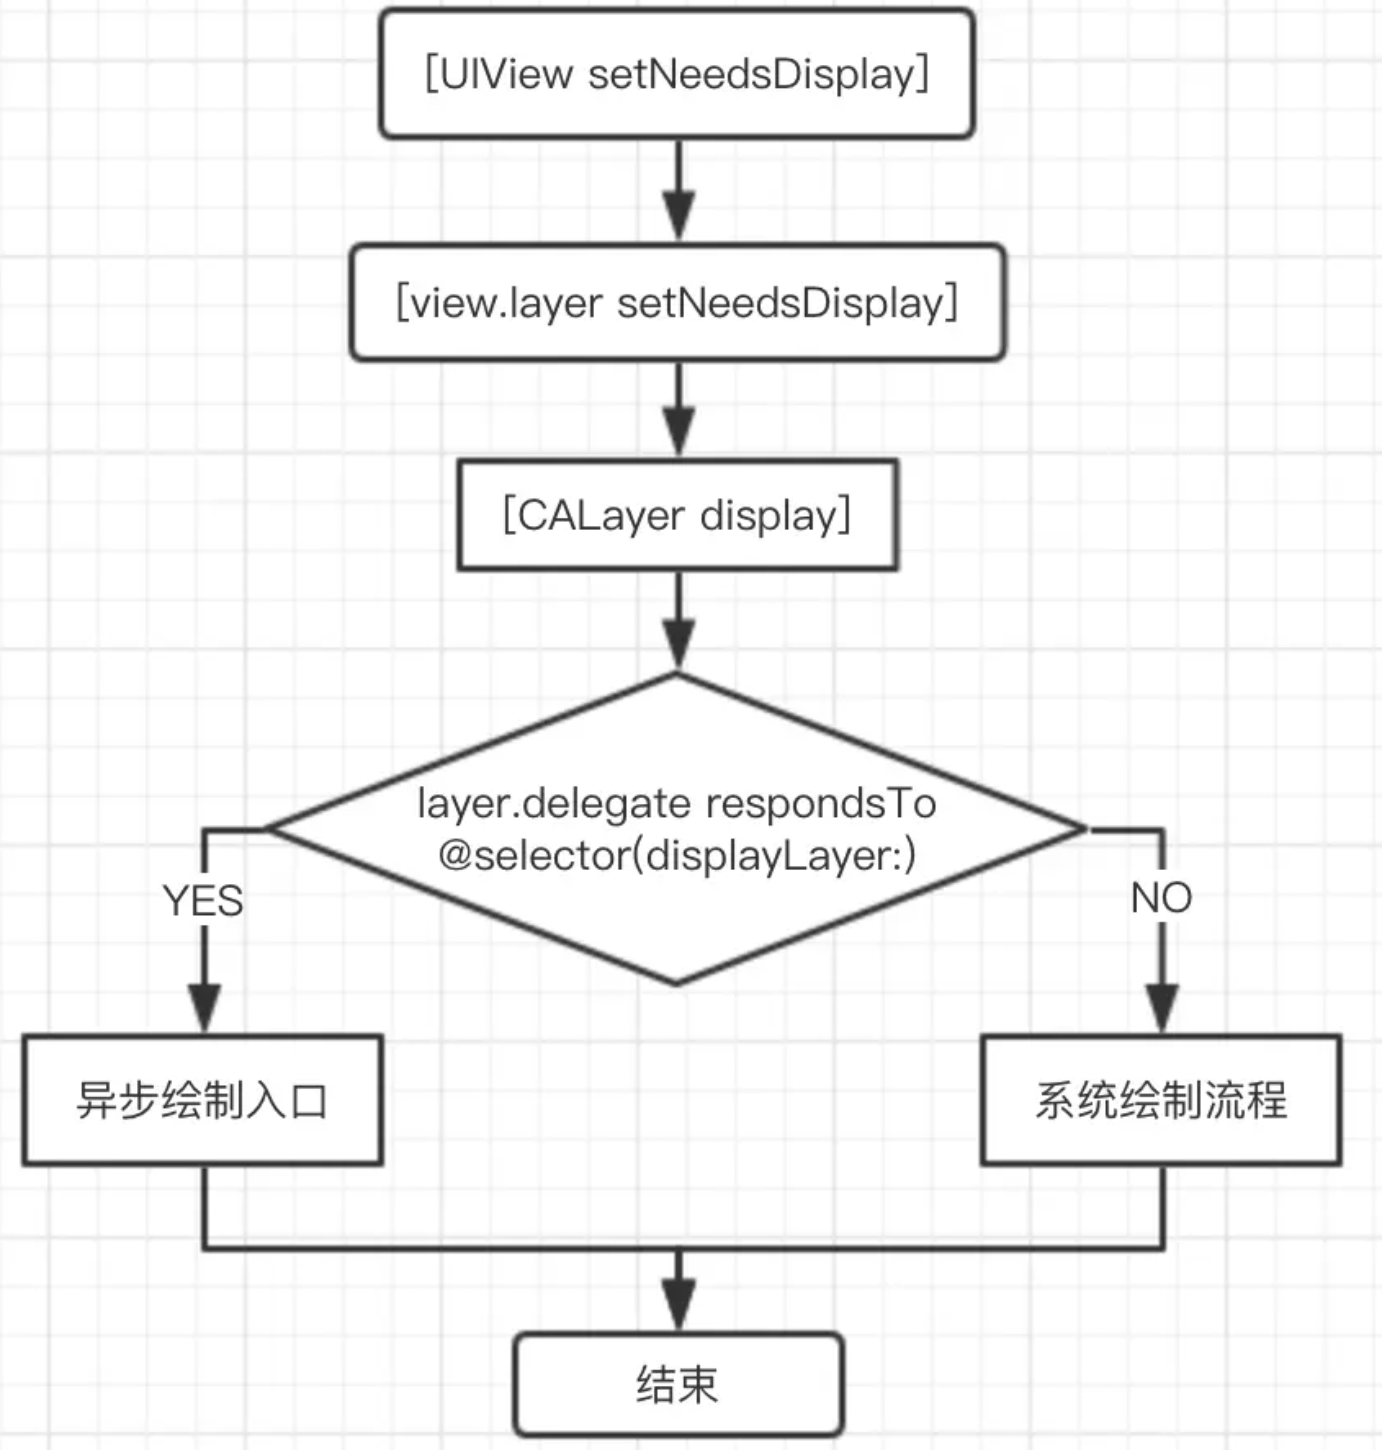 [UIView setNeedsDisplay]
[view.layer setNeedsDisplay]
[CALayer display]
layer.delegate respondsTo
@selector(displayLayer:)
YES
NO
异步绘制入口
系统绘制流程
结束